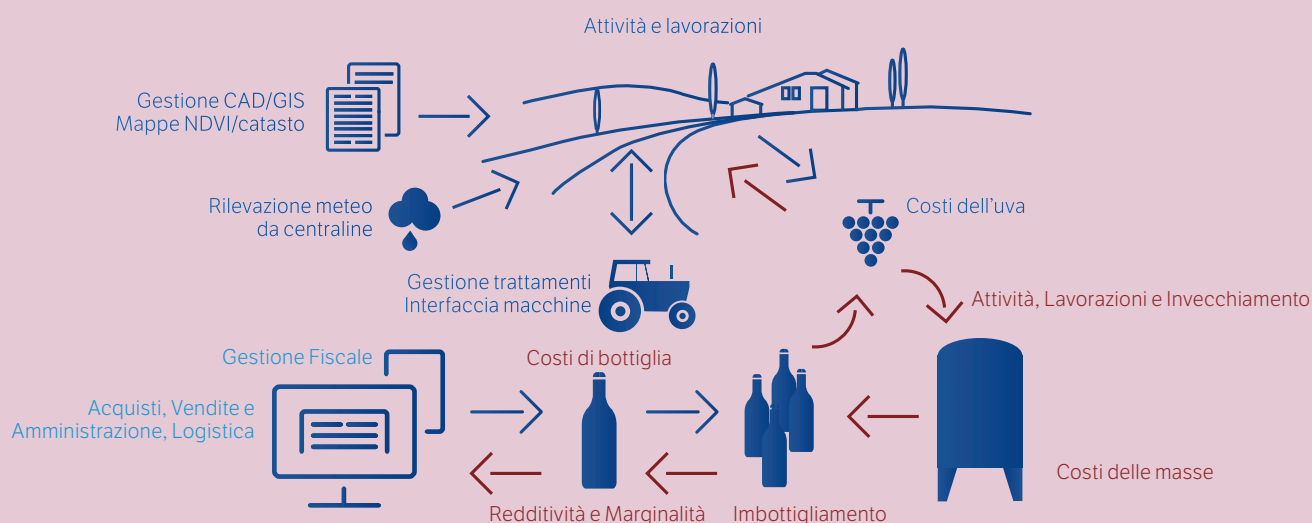 Attività e lavorazioni
Gestione CAD/GIS
Mappe NDVI/catasto
Rilevazione meteo
da centraline
Costi dell'uva
Gestione trattamenti
Interfaccia macchine
Attività, Lavorazioni e Invecchiamento
Gestione Fiscale
Costi di bottiglia
Acquisti, Vendite e
Amministrazione, Logistica
Costi delle masse
Redditività e Marginalità
Imbottigliamento